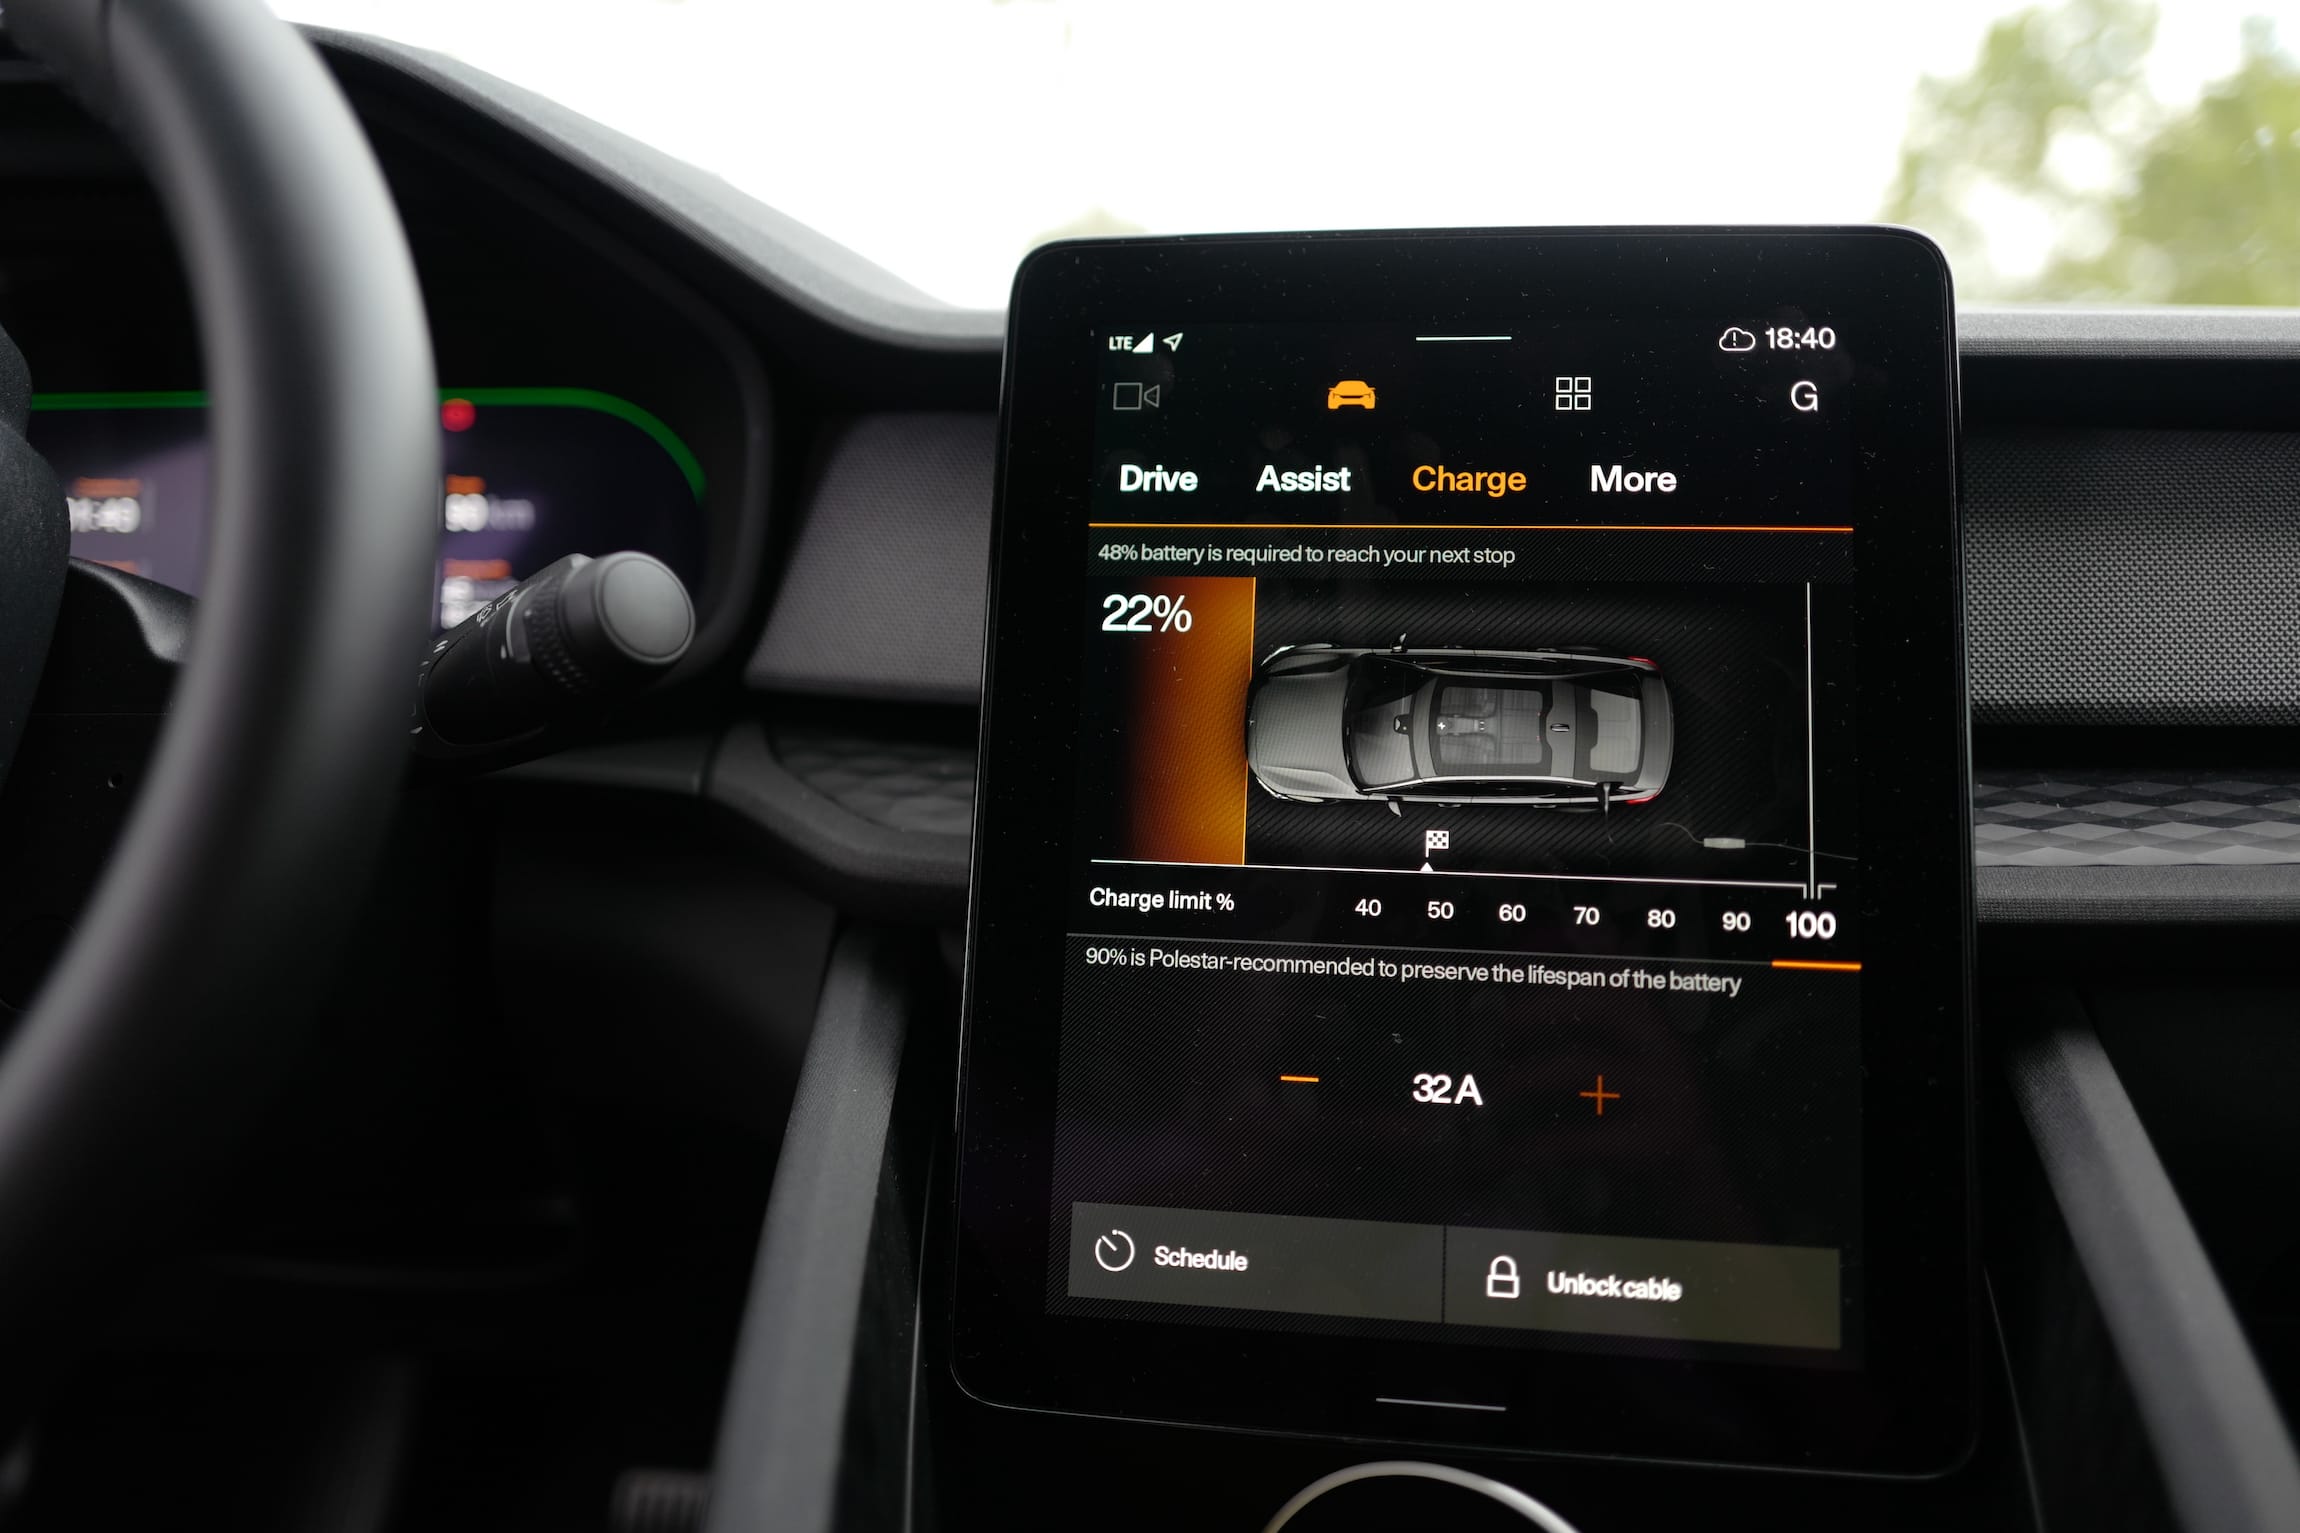 LTE 18:40
G
Drive Assist Charge More
48% battery is required to reach your next stop
22%
Charge limit % 40 50 60 70 80 90 100
90% is Polestar-recommended to preserve the lifespan of the battery
32 A
Schedule Unlock cable